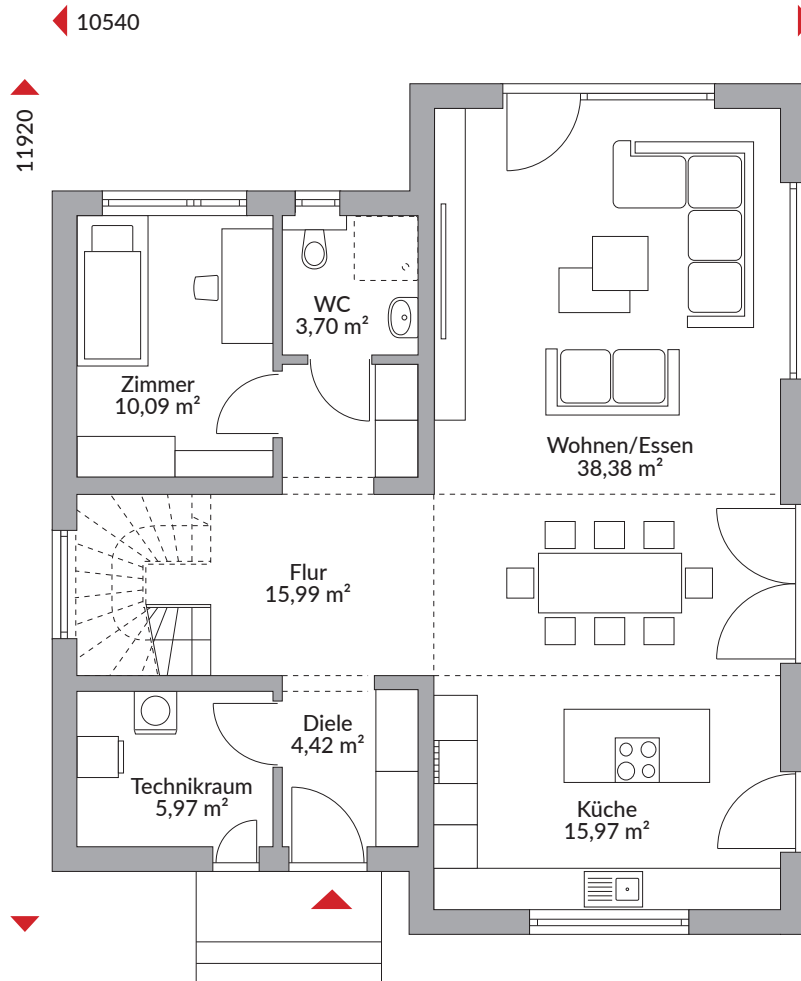 10540
11920
WC
3,70 m²
Zimmer
10,09 m²
Wohnen/Essen
38,38 m²
Flur
15,99 m²
Diele
4,42 m²
Technikraum
5,97 m²
Küche
15,97 m²